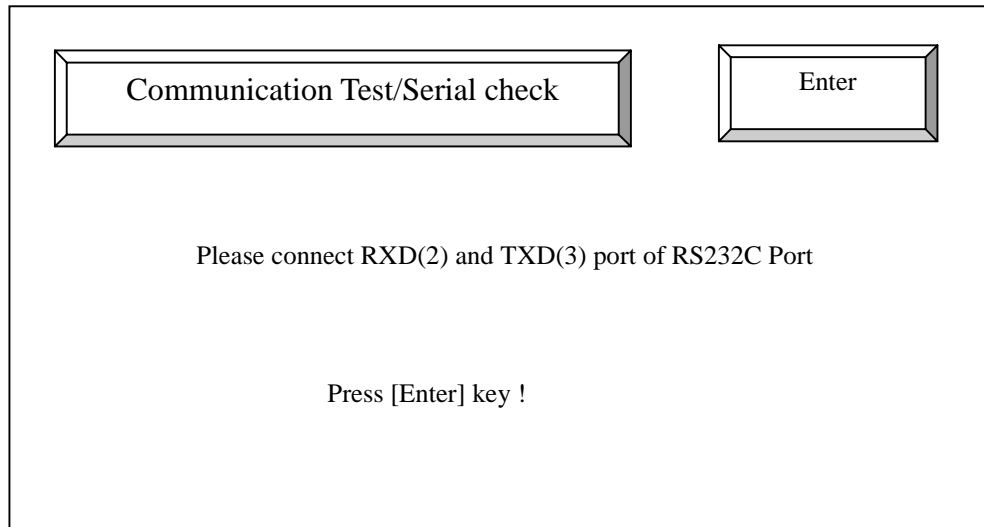 Communication Test/Serial check
Enter
Please connect RXD(2) and TXD(3) port of RS232C Port
Press [Enter] key !